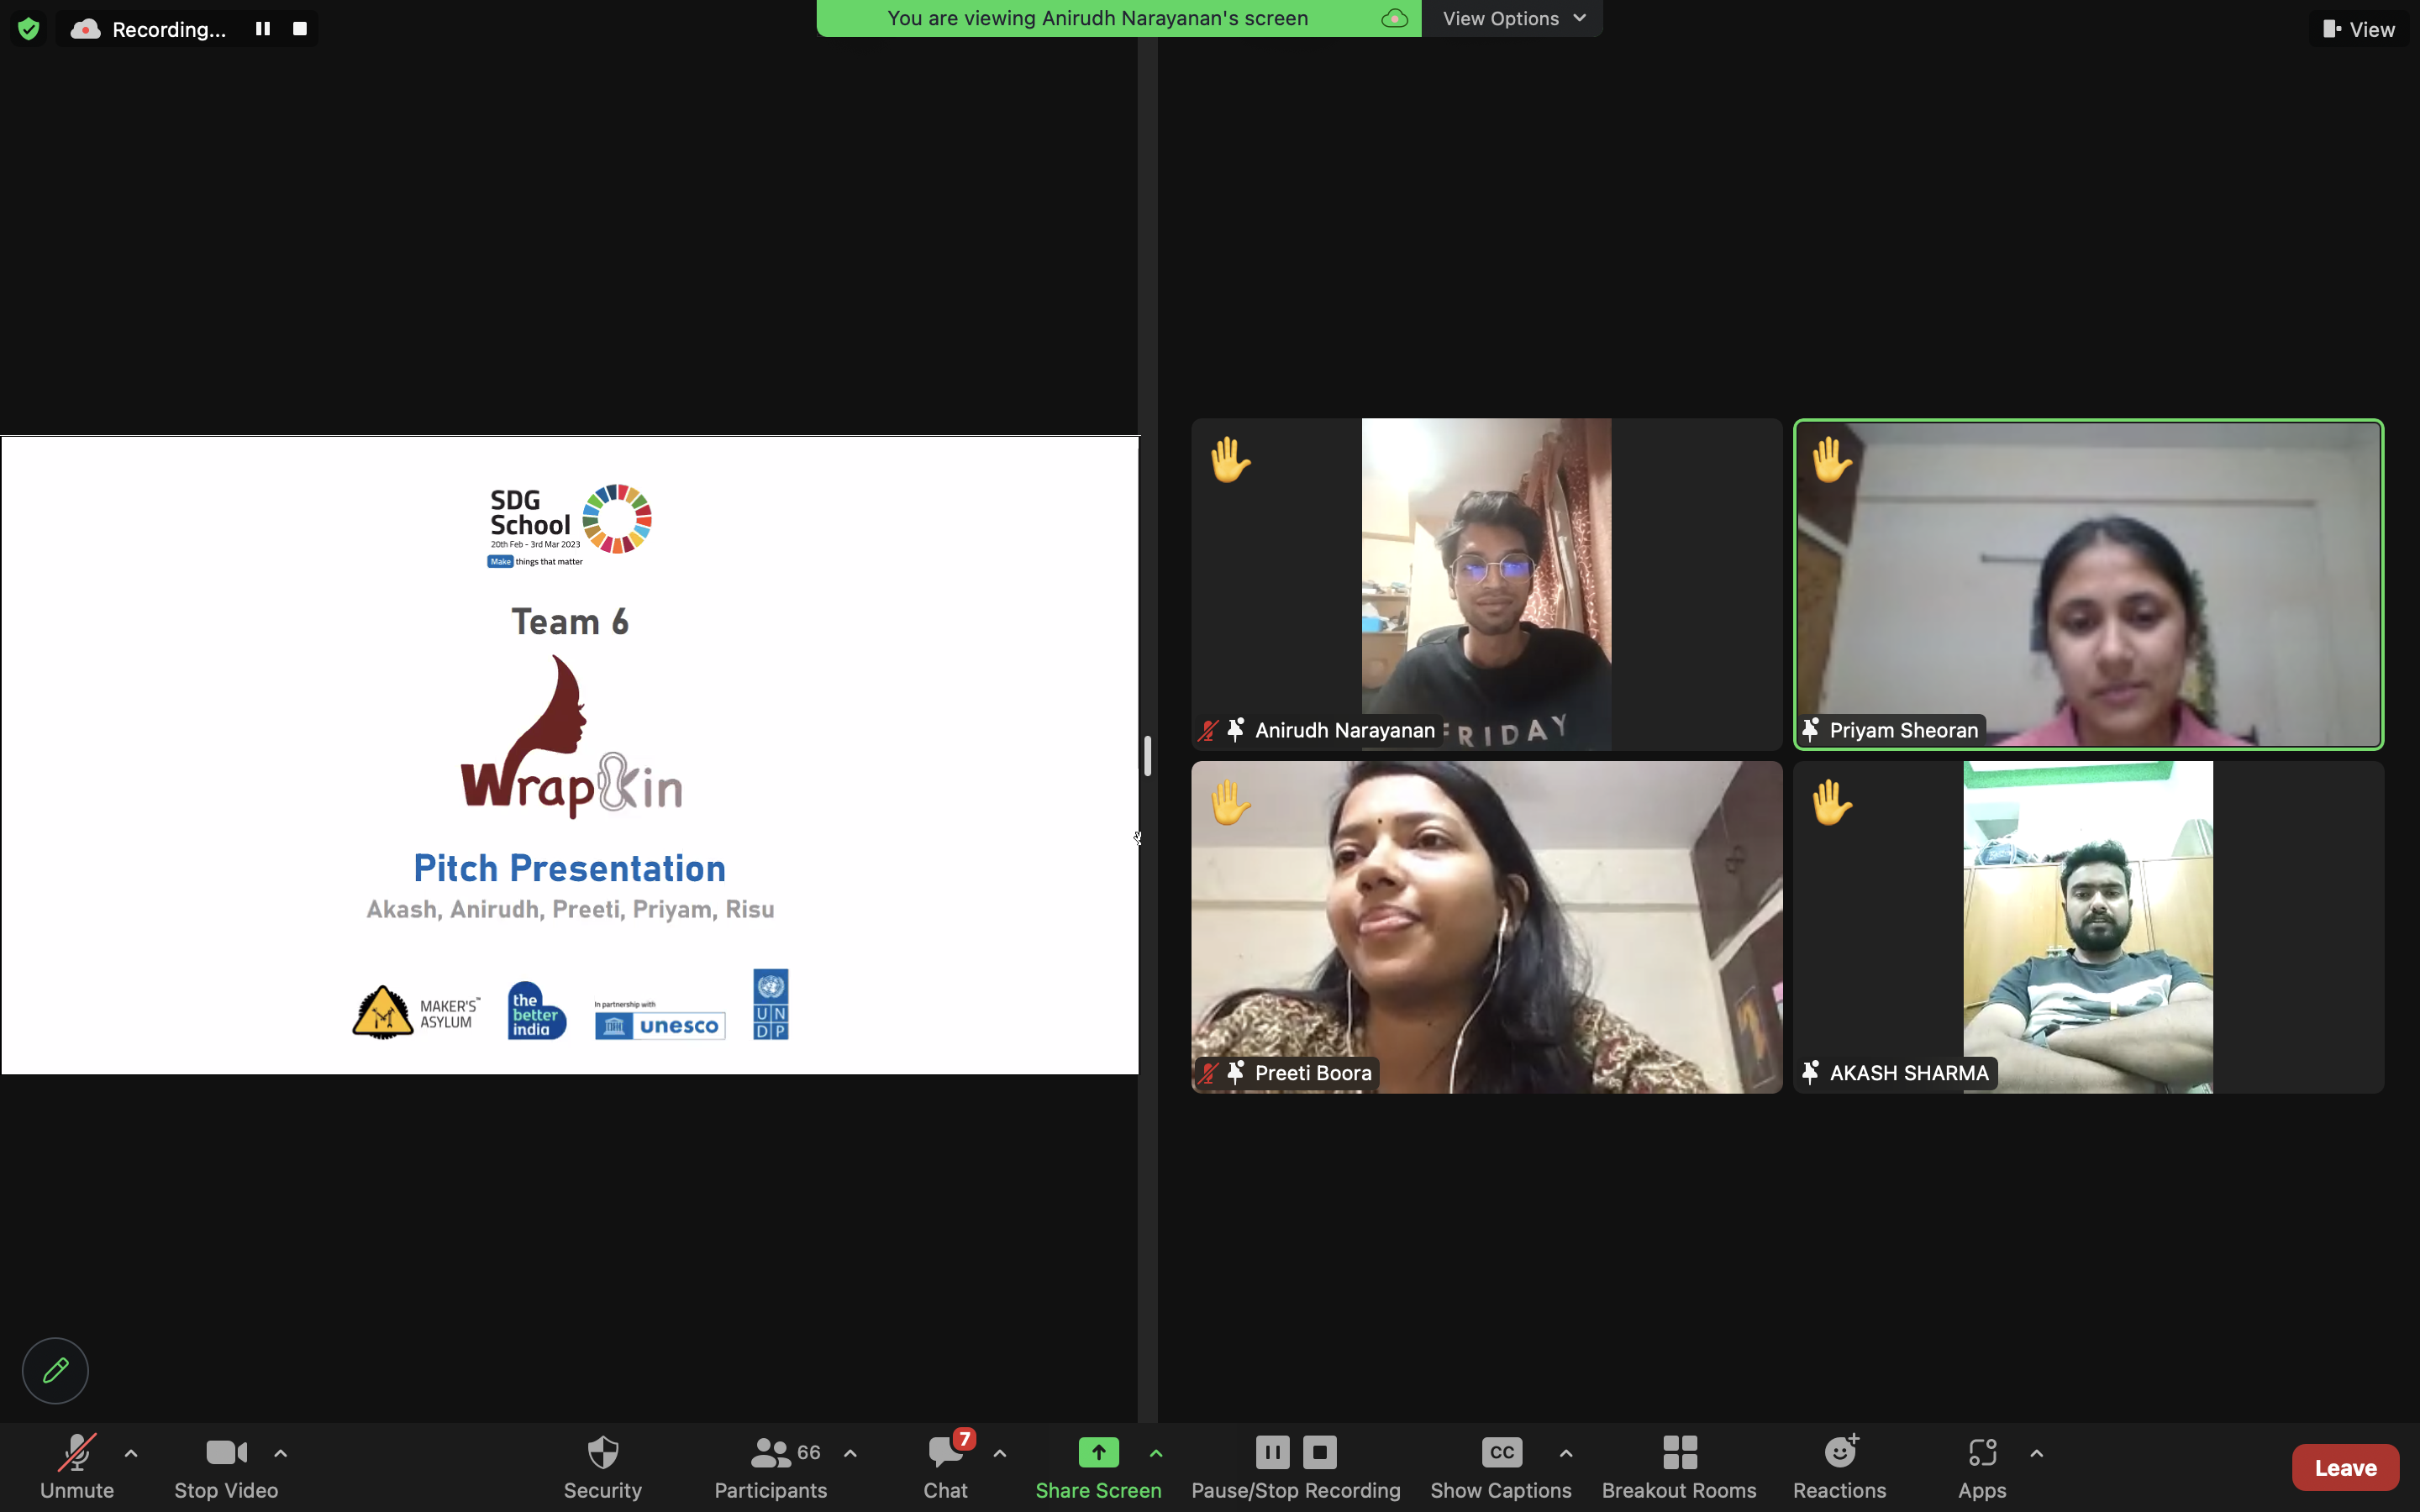 Recording...
You are viewing Anirudh Narayanan's screen
View Options
View
SDG
School
20th Feb - 3rd Mar 2023
Make things that matter
Team 6
Wrapkin
Pitch Presentation
Akash, Anirudh, Preeti, Priyam, Risu
MAKER'S™
ASYLUM
the
better
india
In partnership with
unesco
UN
DP
FRIDAY
Anirudh Narayanan
Priyam Sheoran
Preeti Boora
AKASH SHARMA
Unmute
Stop Video
Security
66
Participants
7
Chat
Share Screen
Pause/Stop Recording
CC
Show Captions
Breakout Rooms
Reactions
Apps
Leave